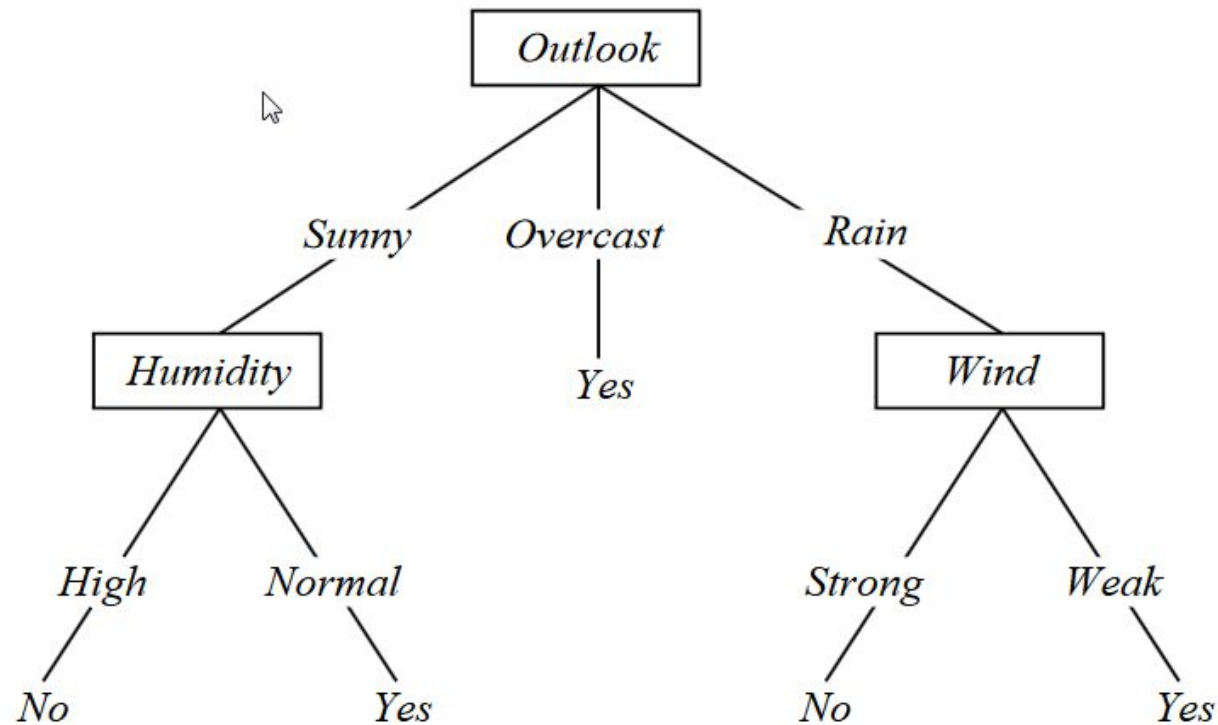 Outlook
Sunny Overcast Rain
Humidity Yes Wind
High Normal Strong Weak
No Yes No Yes